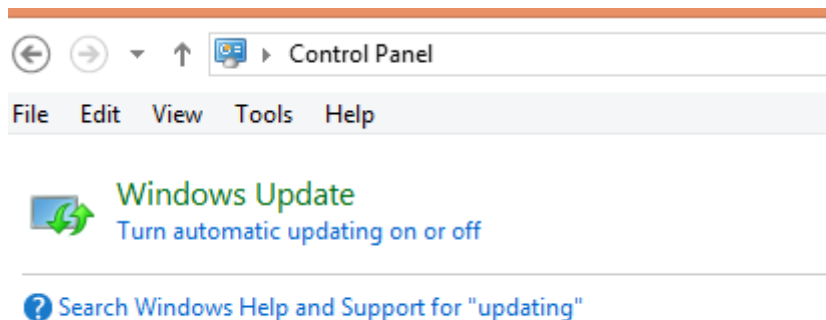 Control Panel
File Edit View Tools Help
Windows Update
Turn automatic updating on or off
Search Windows Help and Support for "updating"